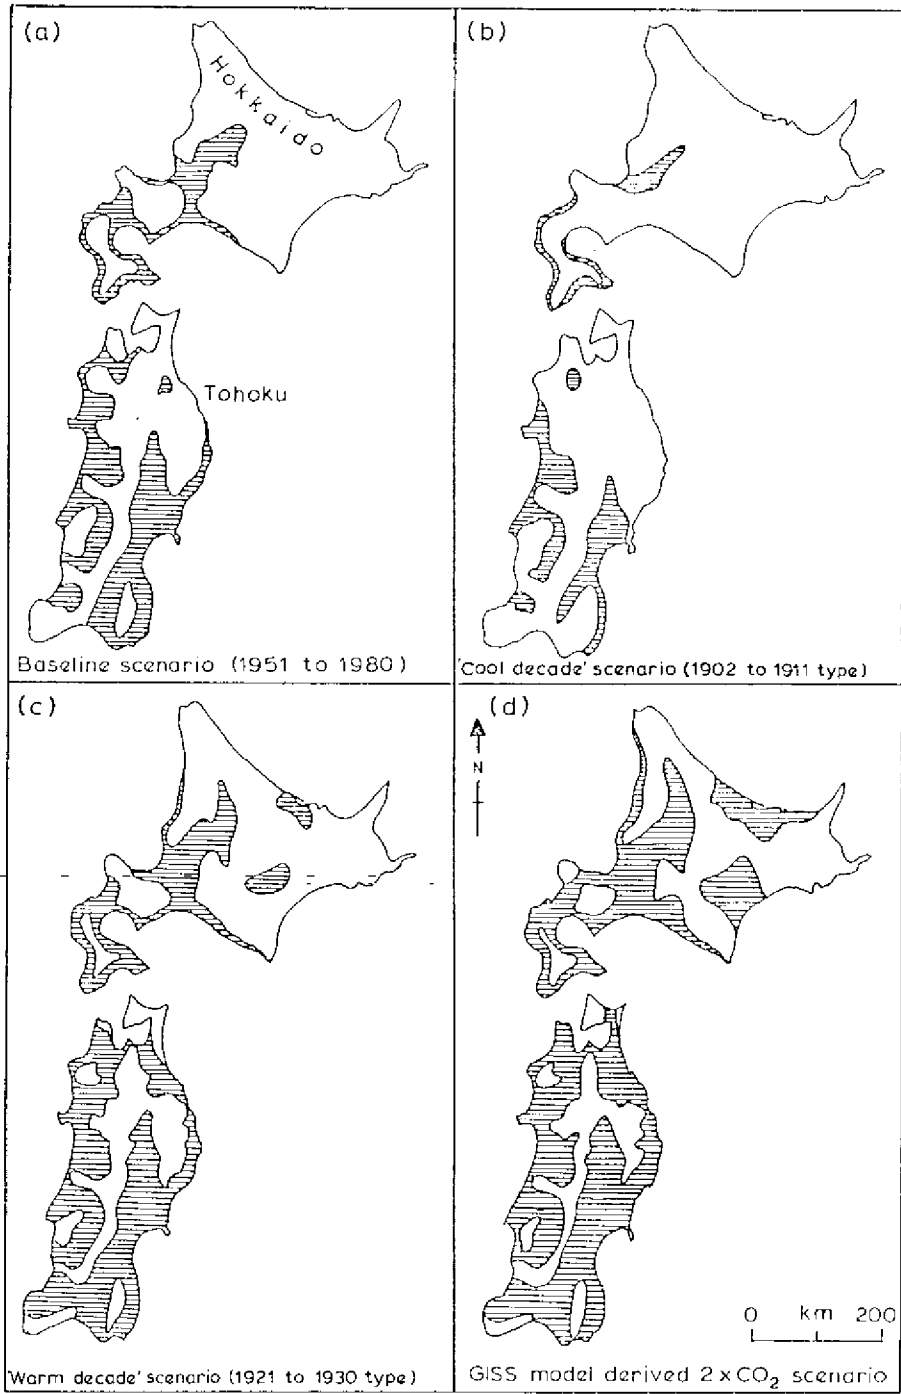 (a)
Hokkaido
Tohoku
Baseline scenario (1951 to 1980)
(b)
'Cool decade' scenario (1902 to 1911 type)
(c)
'Warm decade' scenario (1921 to 1930 type)
(d)
N
0 km 200
GISS model derived 2 x CO₂ scenario